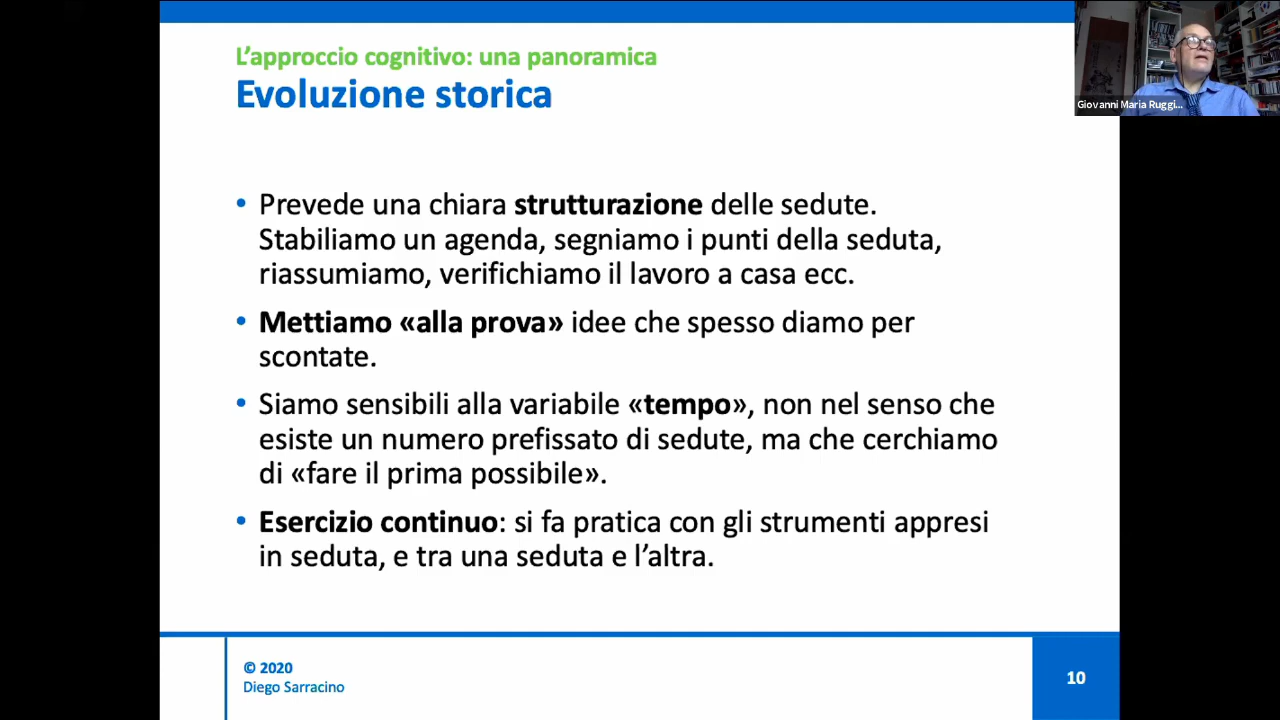 L’approccio cognitivo: una panoramica
Evoluzione storica
Giovanni Maria Ruggi...
• Prevede una chiara strutturazione delle sedute.
Stabiliamo un agenda, segniamo i punti della seduta,
riassumiamo, verifichiamo il lavoro a casa ecc.
• Mettiamo «alla prova» idee che spesso diamo per
scontate.
• Siamo sensibili alla variabile «tempo», non nel senso che
esiste un numero prefissato di sedute, ma che cerchiamo
di «fare il prima possibile».
• Esercizio continuo: si fa pratica con gli strumenti appresi
in seduta, e tra una seduta e l’altra.
© 2020
Diego Sarracino
10